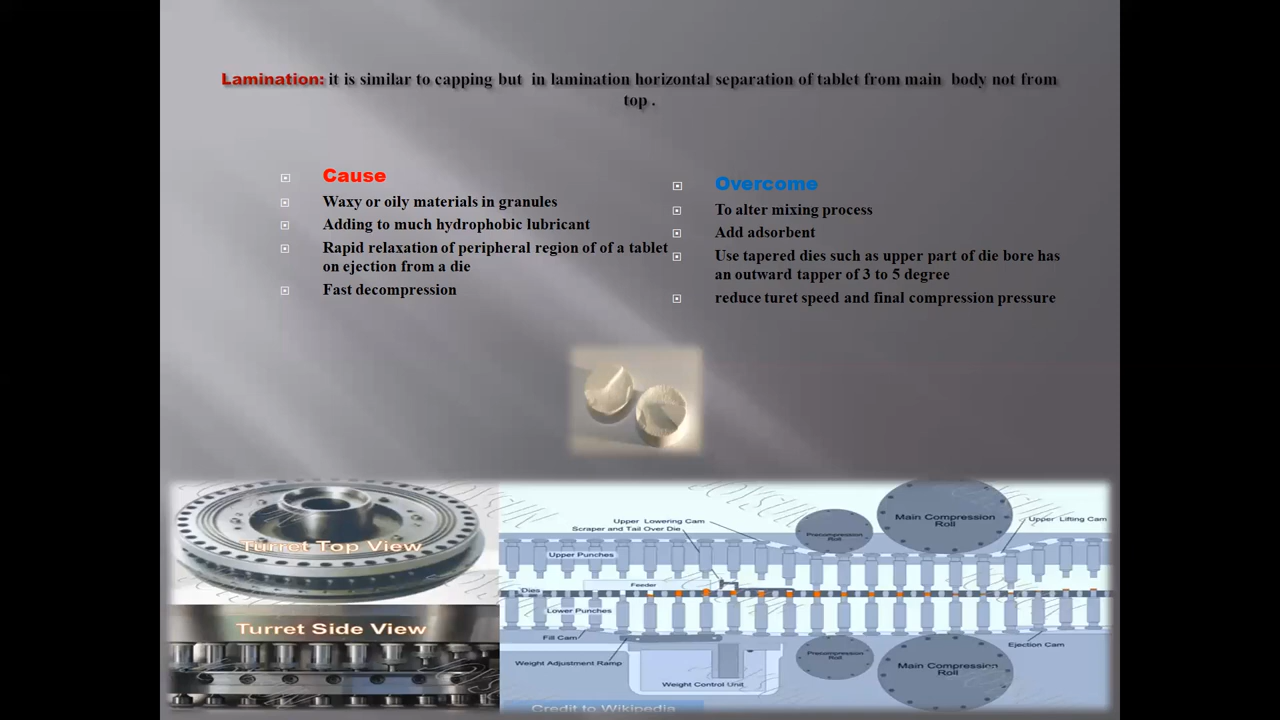 Lamination: it is similar to capping but in lamination horizontal separation of tablet from main body not from
top .
Cause
Waxy or oily materials in granules
Adding to much hydrophobic lubricant
Rapid relaxation of peripheral region of of a tablet
on ejection from a die
Fast decompression
Overcome
To alter mixing process
Add adsorbent
Use tapered dies such as upper part of die bore has
an outward tapper of 3 to 5 degree
reduce turet speed and final compression pressure
Turret Top View
Turret Side View
Upper Lowering Cam
Scraper and Tail Over Die
Precompression
Roll
Main Compression
Roll
Upper Lifting Cam
Upper Punches
Feeder
Dies
Lower Punches
Fill Cam
Ejection Cam
Weight Adjustment Ramp
Precompression
Roll
Main Compression
Roll
Weight Control Unit
Credit to Wikipedia